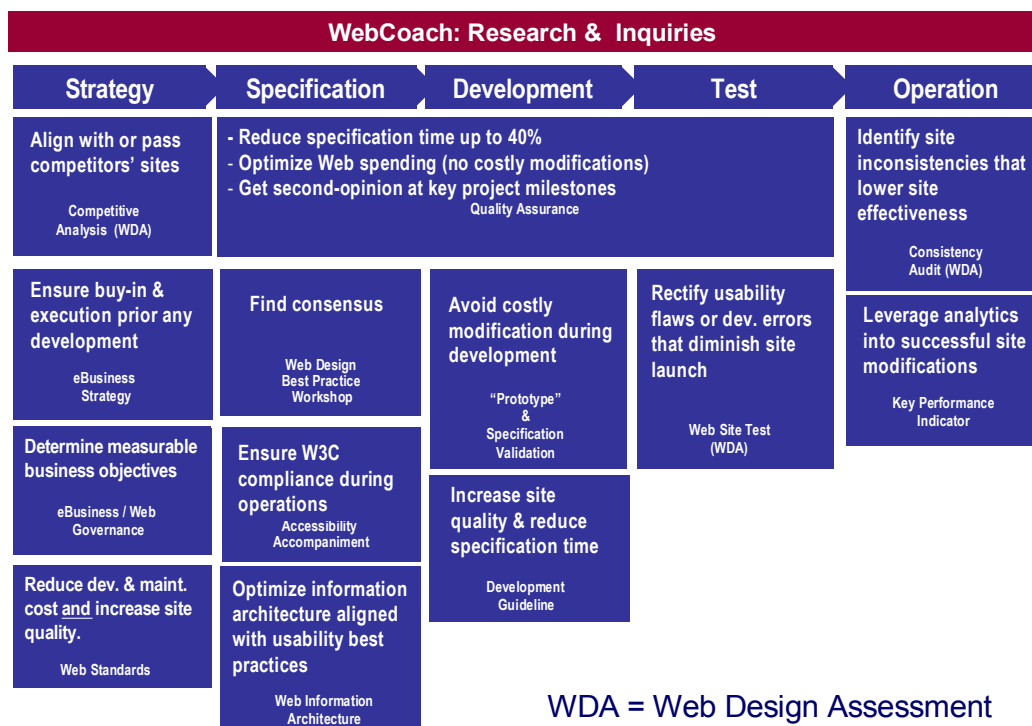 WebCoach: Research & Inquiries
Strategy
Specification
Development
Test
Operation
Align with or pass
competitors' sites
Competitive
Analysis (WDA)
- Reduce specification time up to 40%
- Optimize Web spending (no costly modifications)
- Get second-opinion at key project milestones
Quality Assurance
Identify site
inconsistencies that
lower site
effectiveness
Consistency
Audit (WDA)
Ensure buy-in &
execution prior any
development
eBusiness
Strategy
Find consensus
Web Design
Best Practice
Workshop
Avoid costly
modification during
development
“Prototype”
&
Specification
Validation
Rectify usability
flaws or dev. errors
that diminish site
launch
Web Site Test
(WDA)
Leverage analytics
into successful site
modifications
Key Performance
Indicator
Determine measurable
business objectives
eBusiness / Web
Governance
Ensure W3C
compliance during
operations
Accessibility
Accompaniment
Increase site
quality & reduce
specification time
Development
Guideline
Reduce dev. & maint.
cost and increase site
quality.
Web Standards
Optimize information
architecture aligned
with usability best
practices
Web Information
Architecture
WDA = Web Design Assessment